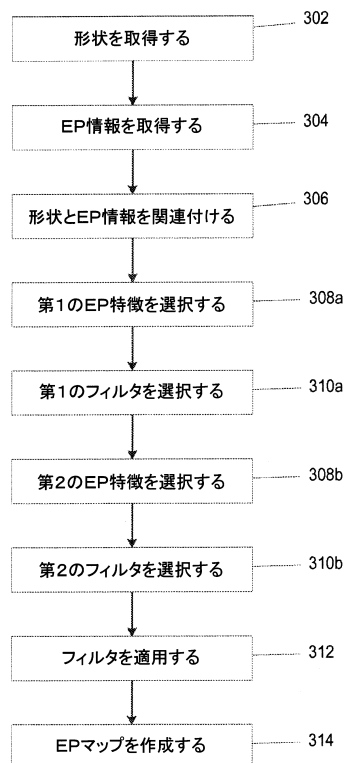 形状を取得する
302
EP情報を取得する
304
形状とEP情報を関連付ける
306
第1のEP特徴を選択する
308a
第1のフィルタを選択する
310a
第2のEP特徴を選択する
308b
第2のフィルタを選択する
310b
フィルタを適用する
312
EPマップを作成する
314